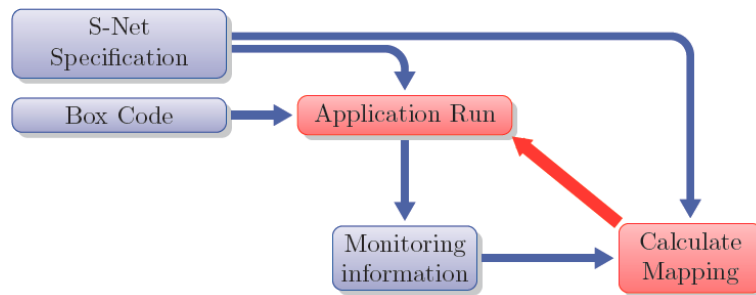 S-Net
Specification
Box Code
Application Run
Monitoring
information
Calculate
Mapping